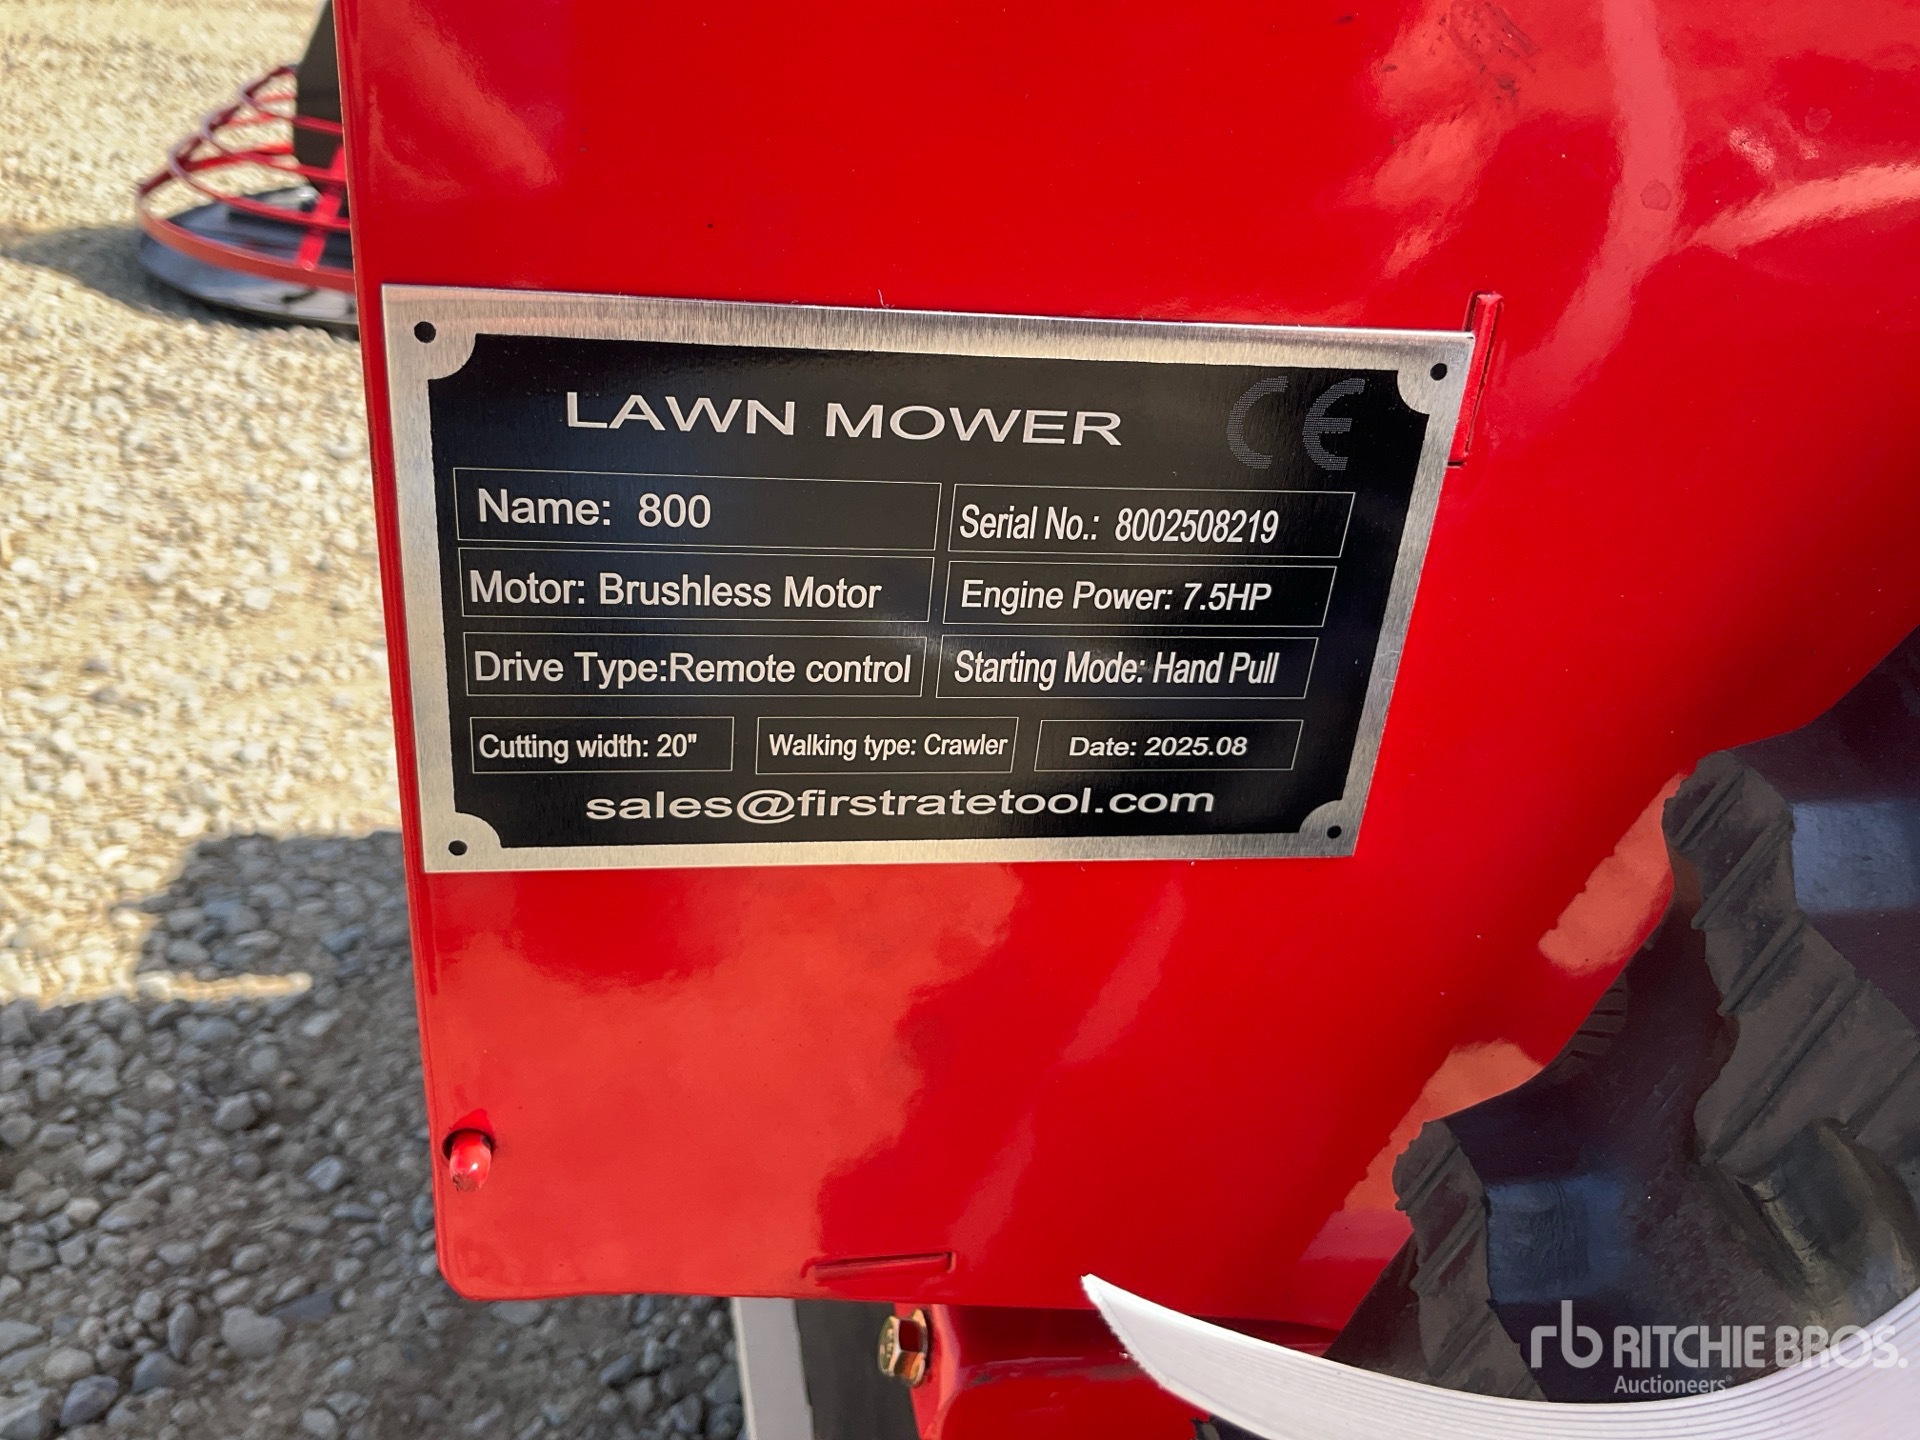 LAWN MOWER CE
Name: 800
Serial No.: 8002508219
Motor: Brushless Motor
Engine Power: 7.5HP
Drive Type:Remote control
Starting Mode: Hand Pull
Cutting width: 20"
Walking type: Crawler
Date: 2025.08
sales@firstratetool.com
rb RITCHIE BROS.
Auctioneers